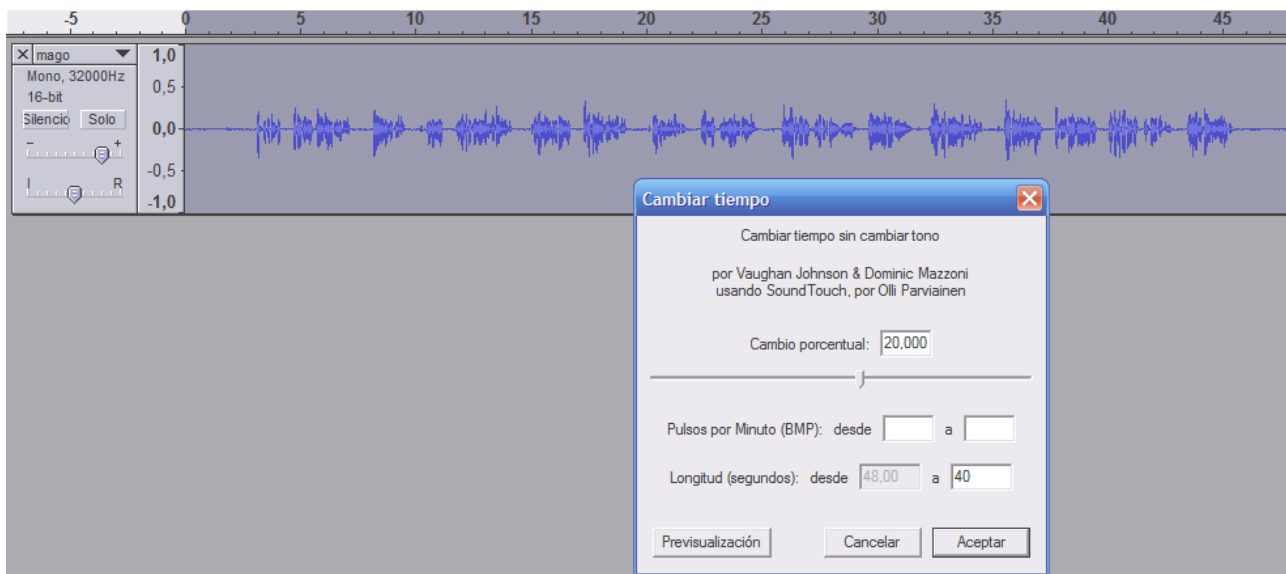 -5 0 5 10 15 20 25 30 35 40 45
mago
Mono, 32000Hz
16-bit
Silencio Solo
- +
I R
1,0
0,5
0,0
-0,5
-1,0
Cambiar tiempo
Cambiar tiempo sin cambiar tono
por Vaughan Johnson & Dominic Mazzoni
usando SoundTouch, por Olli Parviainen
Cambio porcentual: 20,000
Pulsos por Minuto (BMP): desde a
Longitud (segundos): desde 48,00 a 40
Previsualización Cancelar Aceptar